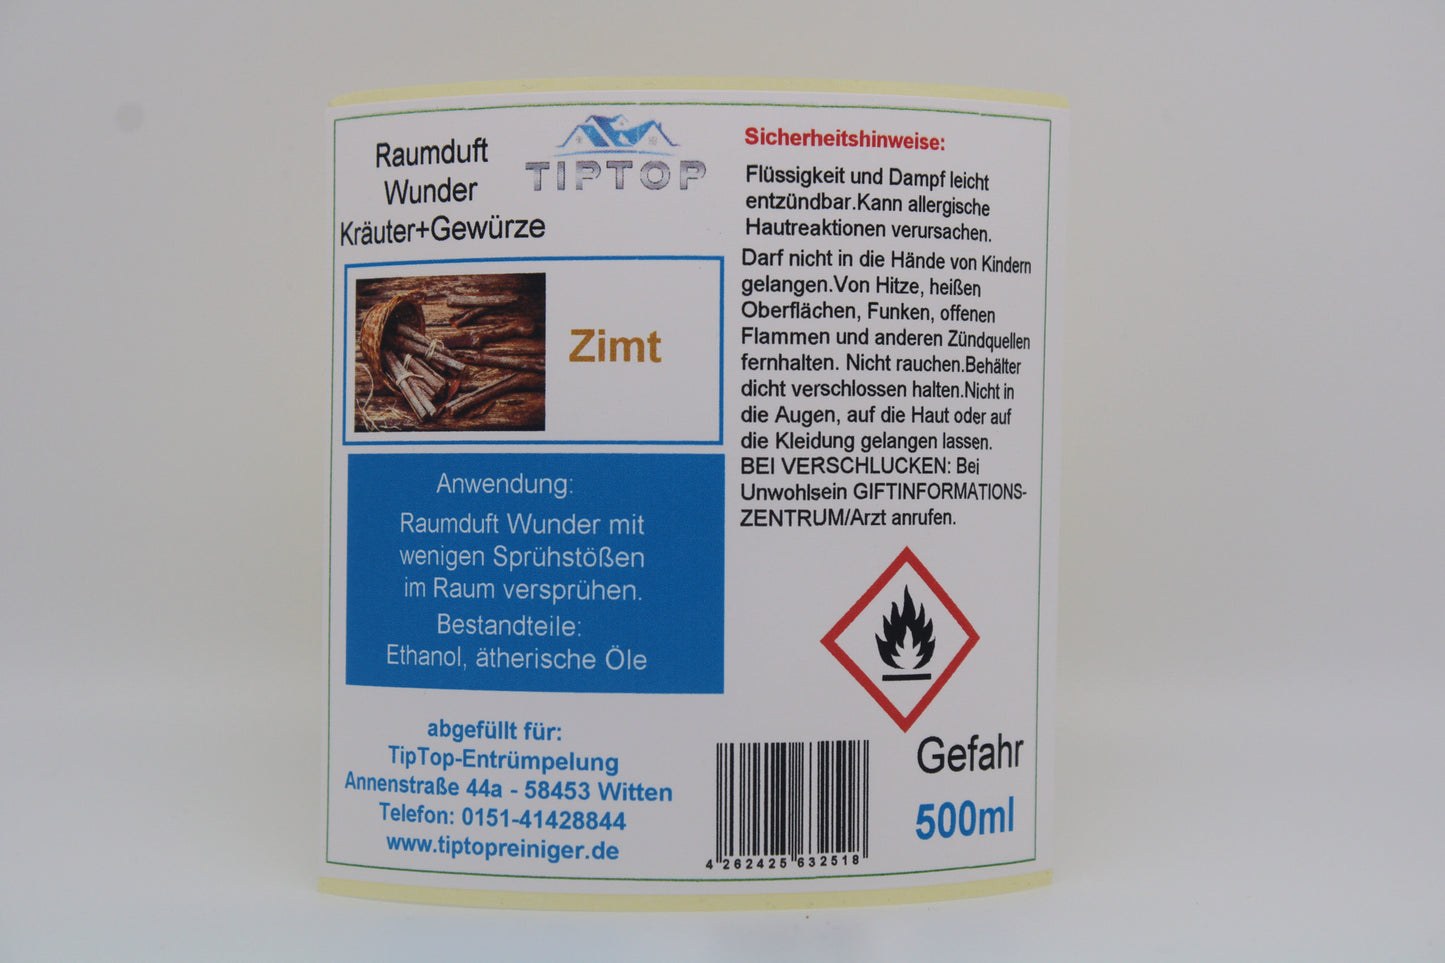 Raumduft
Wunder
Kräuter+Gewürze
TIPTOP
Zimt
Anwendung:
Raumduft Wunder mit
wenigen Sprühstößen
im Raum versprühen.
Bestandteile:
Ethanol, ätherische Öle
abgefüllt für:
TipTop-Entrümpelung
Annenstraße 44a - 58453 Witten
Telefon: 0151-41428844
www.tiptopreiniger.de
Sicherheitshinweise:
Flüssigkeit und Dampf leicht
entzündbar.Kann allergische
Hautreaktionen verursachen.
Darf nicht in die Hände von Kindern
gelangen.Von Hitze, heißen
Oberflächen, Funken, offenen
Flammen und anderen Zündquellen
fernhalten. Nicht rauchen.Behälter
dicht verschlossen halten.Nicht in
die Augen, auf die Haut oder auf
die Kleidung gelangen lassen.
BEI VERSCHLUCKEN: Bei
Unwohlsein GIFTINFORMATIONS-
ZENTRUM/Arzt anrufen.
Gefahr
500ml
4 262425 632518